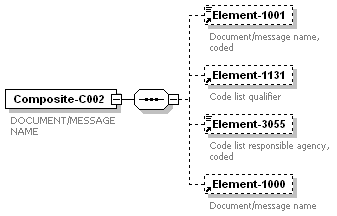 Element-1001
Document/message name,
coded
Element-1131
Code list qualifier
Composite-C002
DOCUMENT/MESSAGE
NAME
Element-3055
Code list responsible agency,
coded
Element-1000
Document/message name